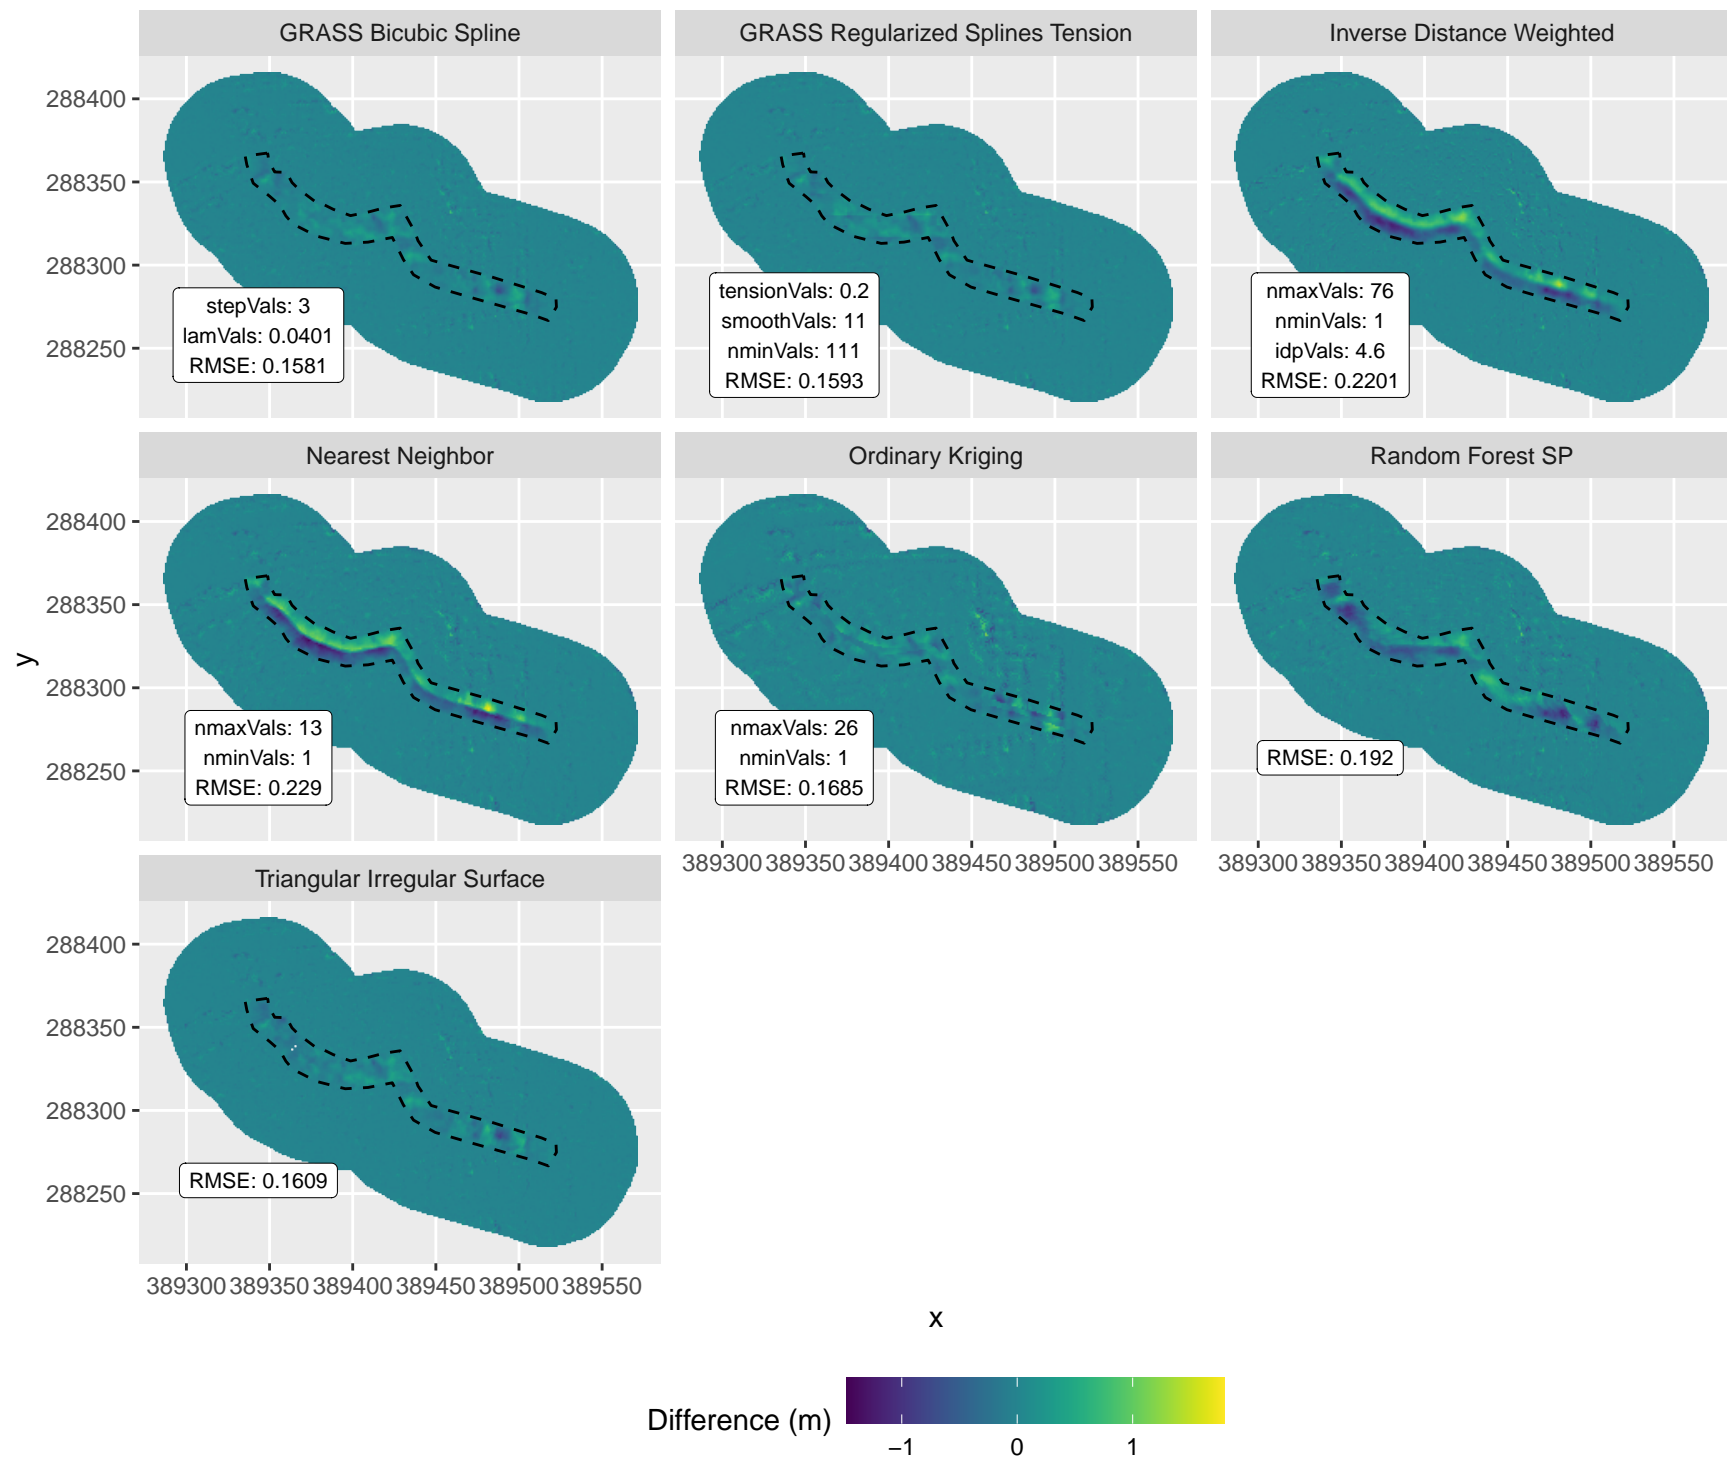 GRASS Bicubic Spline
GRASS Regularized Splines Tension
Inverse Distance Weighted
288400
288350
288300
288250
stepVals: 3
lamVals: 0.0401
RMSE: 0.1581
tensionVals: 0.2
smoothVals: 11
nminVals: 111
RMSE: 0.1593
nmaxVals: 76
nminVals: 1
idpVals: 4.6
RMSE: 0.2201
Nearest Neighbor
Ordinary Kriging
Random Forest SP
288400
288350
288300
288250
nmaxVals: 13
nminVals: 1
RMSE: 0.229
nmaxVals: 26
nminVals: 1
RMSE: 0.1685
RMSE: 0.192
389300 389350 389400 389450 389500 389550
389300 389350 389400 389450 389500 389550
y
Triangular Irregular Surface
288400
288350
288300
288250
RMSE: 0.1609
389300 389350 389400 389450 389500 389550
x
Difference (m)
−1 0 1